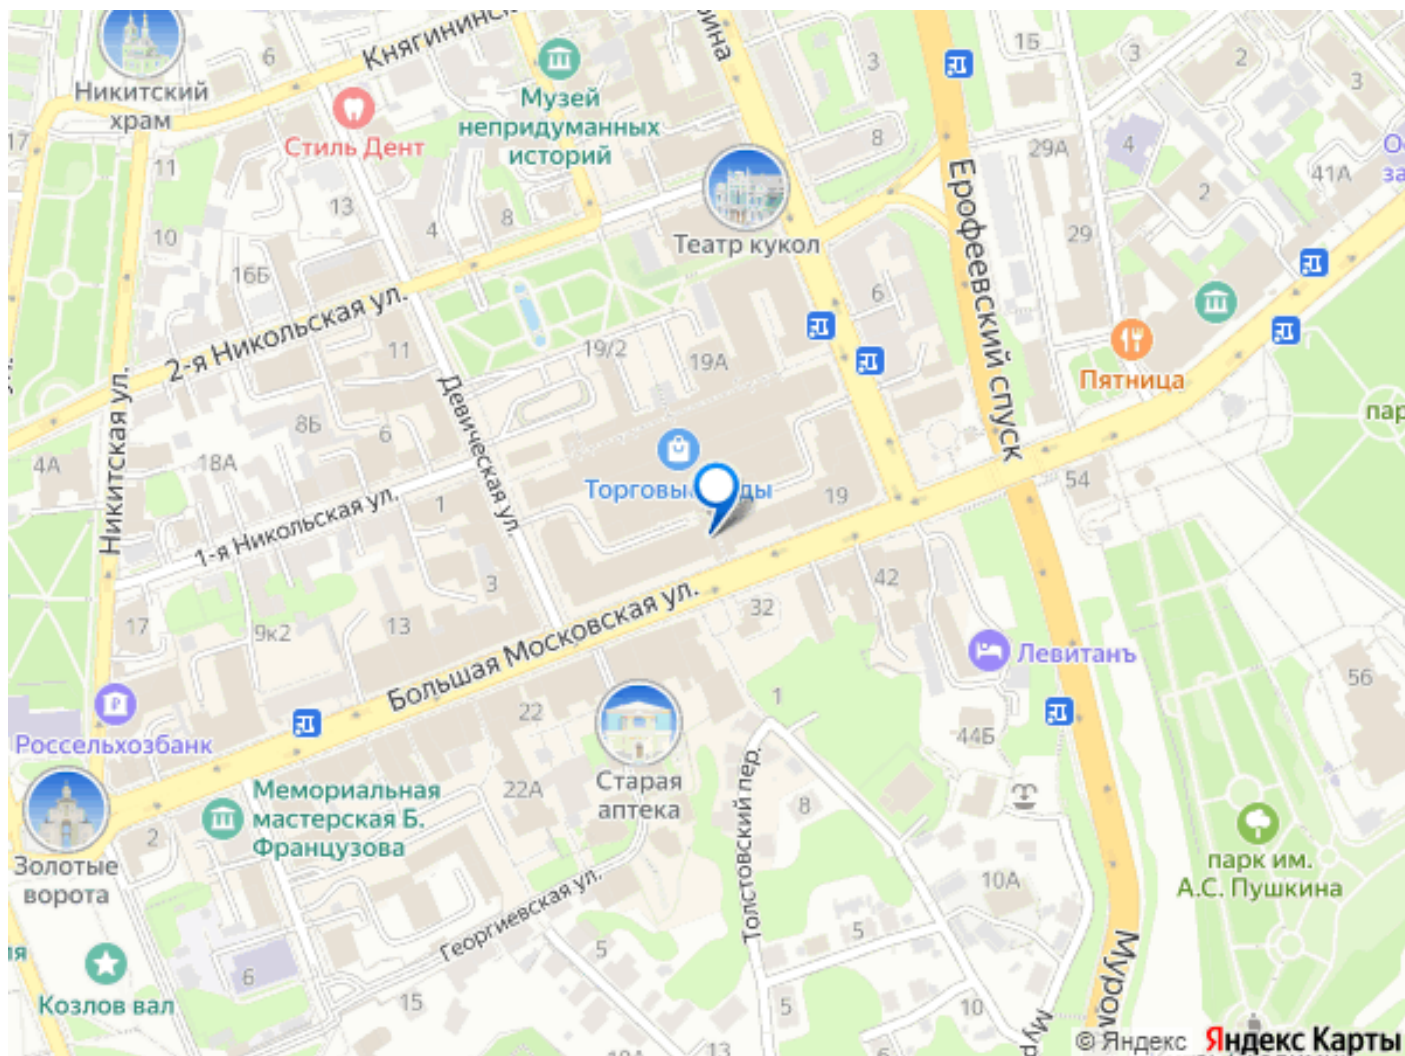 Княгининск
рина
6
Никитский
храм
17
Стиль Дент
Музей
непридуманных
историй
3
1Б
3
2
3
8
29А
4
41А
2
11
13
10
4
8
16Б
Театр кукол
Ерофеевский спуск
29
6
2-я Никольская ул.
11
19/2
19А
Пятница
пар
Никитская ул.
Девическая ул.
8Б
6
4А
18А
1
1-я Никольская ул.
19
54
3
Большая Московская ул.
32
42
17
9к2
13
Левитанъ
56
1
Россельхозбанк
22
44Б
Старая
аптека
22А
Толстовский пер.
8
Мемориальная
мастерская Б.
Французова
2
Золотые
ворота
парк им.
А.С. Пушкина
10А
Георгиевская ул.
5
5
6
Козлов вал
15
5
10
Муром
Мур
13
© Яндекс Яндекс Карты